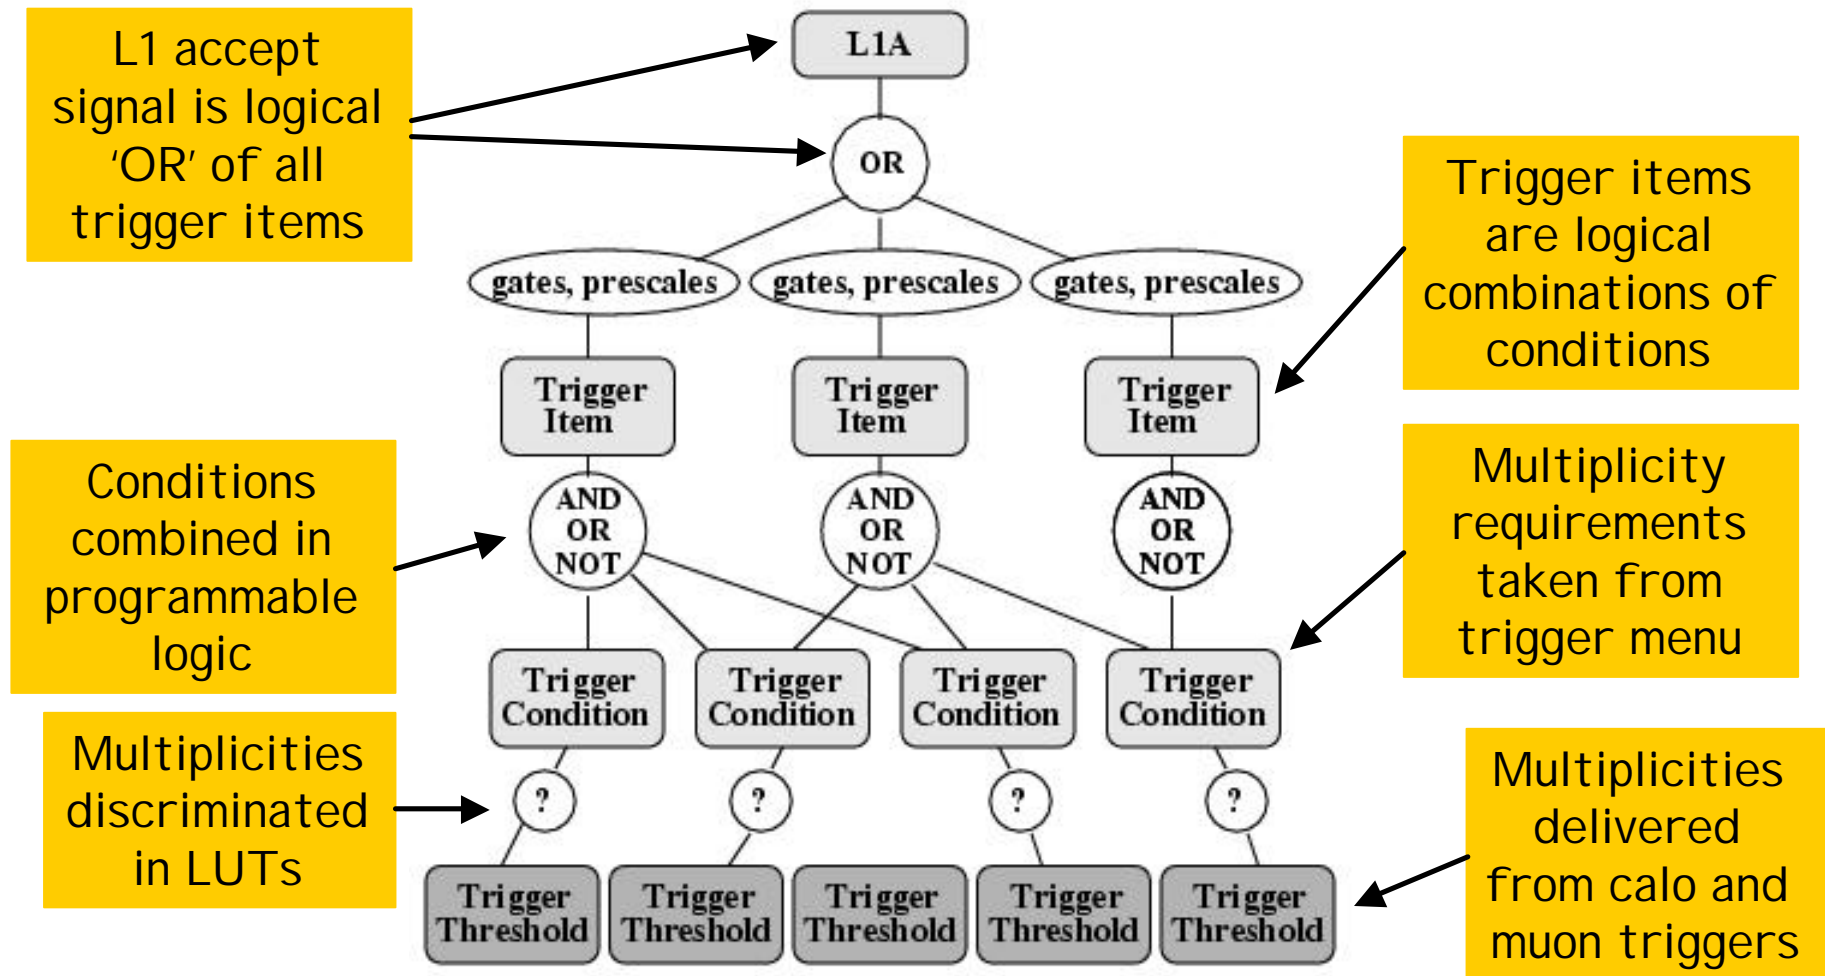 L1 accept
signal is logical
‘OR’ of all
trigger items
L1A
OR
gates, prescales
gates, prescales
gates, prescales
Trigger items
are logical
combinations of
conditions
Trigger
Item
Trigger
Item
Trigger
Item
Conditions
combined in
programmable
logic
AND
OR
NOT
AND
OR
NOT
AND
OR
NOT
Multiplicity
requirements
taken from
trigger menu
Trigger
Condition
Trigger
Condition
Trigger
Condition
Trigger
Condition
Multiplicities
discriminated
in LUTs
?
?
?
?
Multiplicities
delivered
from calo and
muon triggers
Trigger
Threshold
Trigger
Threshold
Trigger
Threshold
Trigger
Threshold
Trigger
Threshold